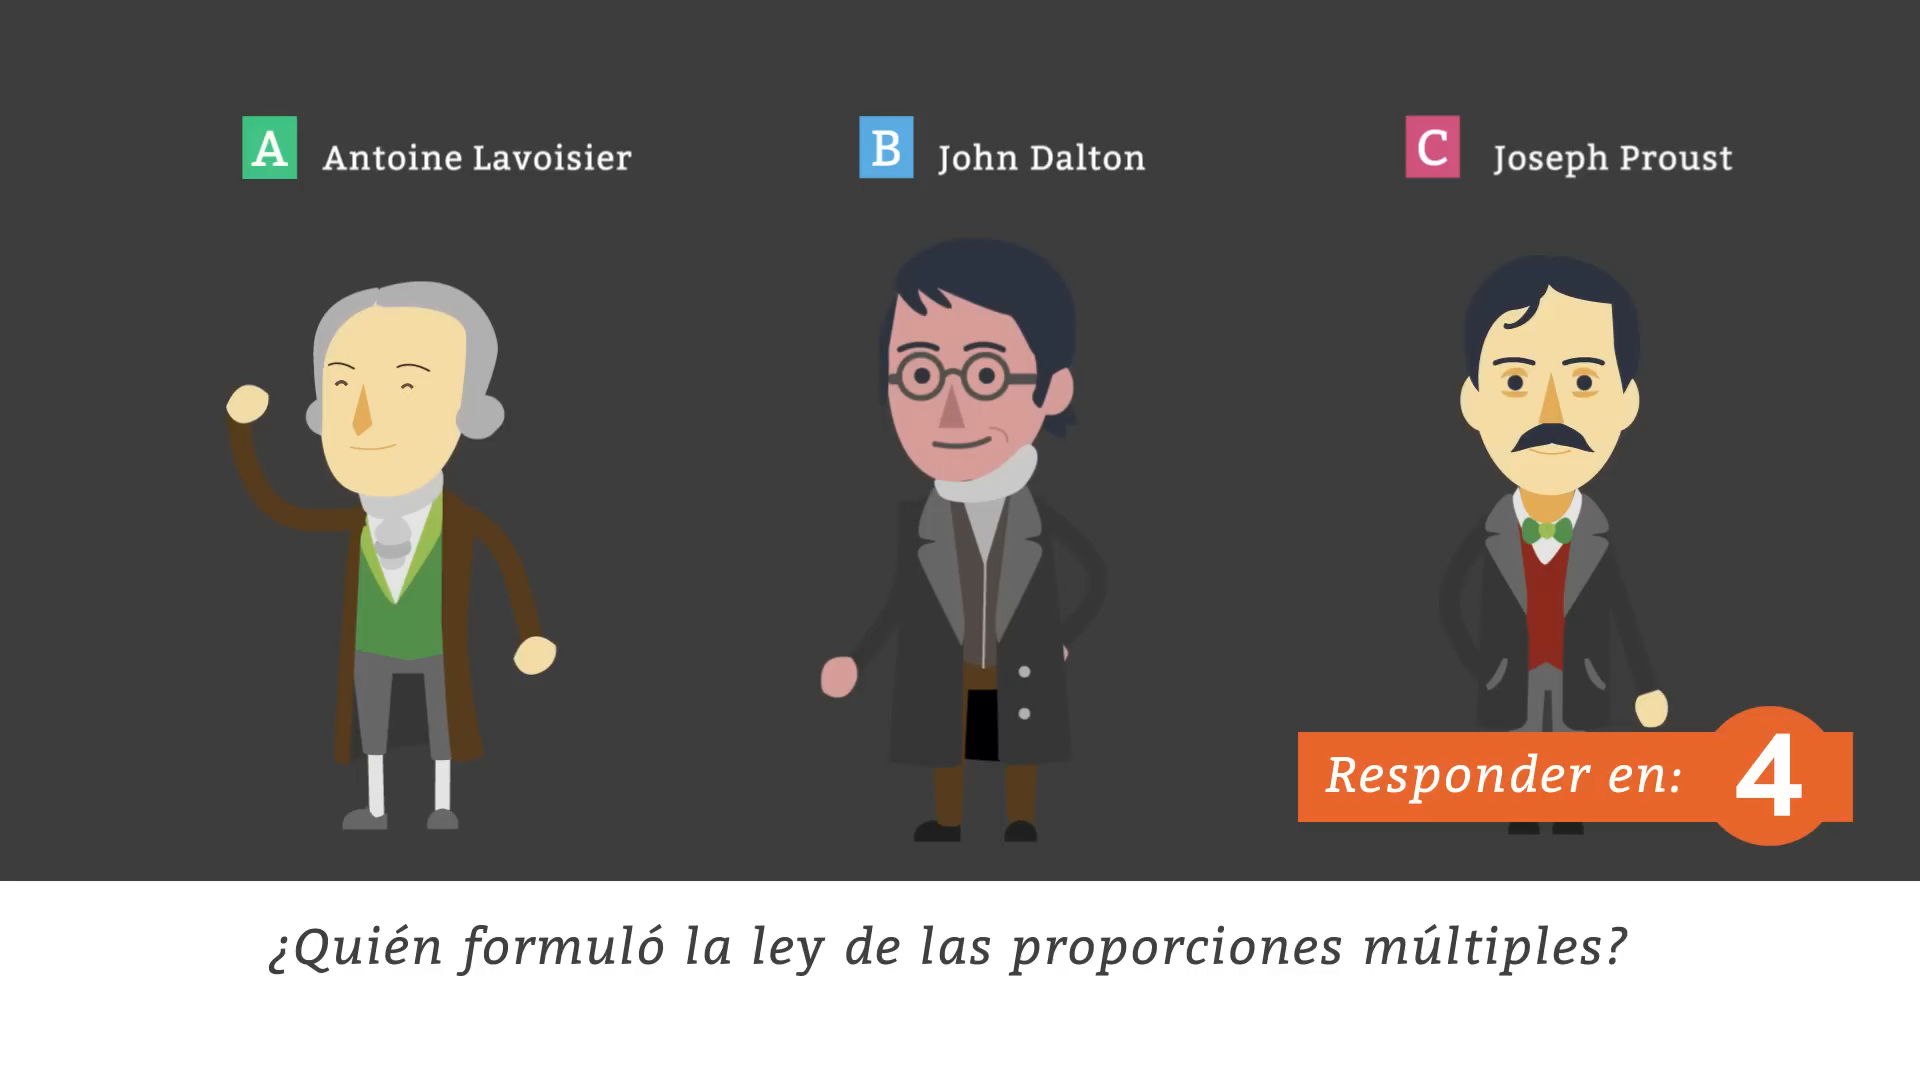 A Antoine Lavoisier
B John Dalton
C Joseph Proust
Responder en: 4
¿Quién formuló la ley de las proporciones múltiples?